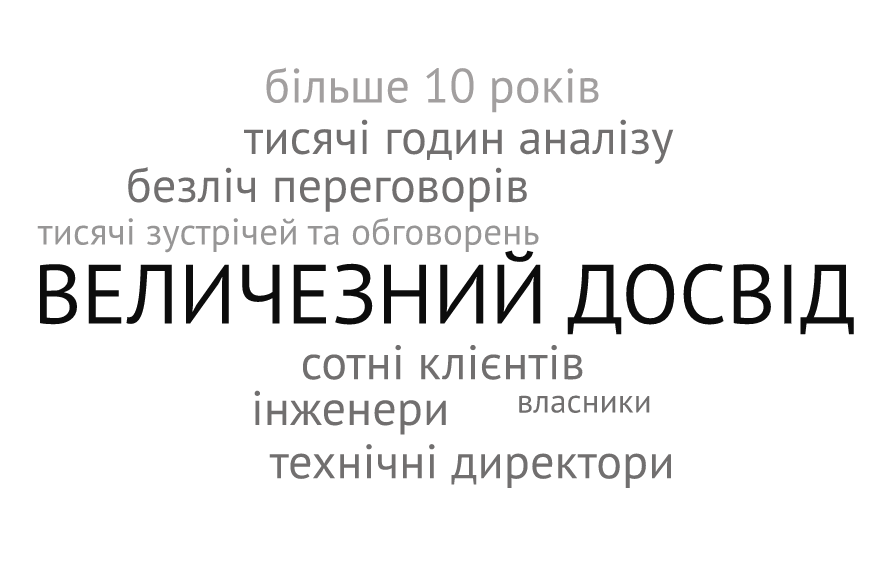 більше 10 років
тисячі годин аналізу
безліч переговорів
тисячі зустрічей та обговорень
ВЕЛИЧЕЗНИЙ ДОСВІД
сотні клієнтів
інженери власники
технічні директори